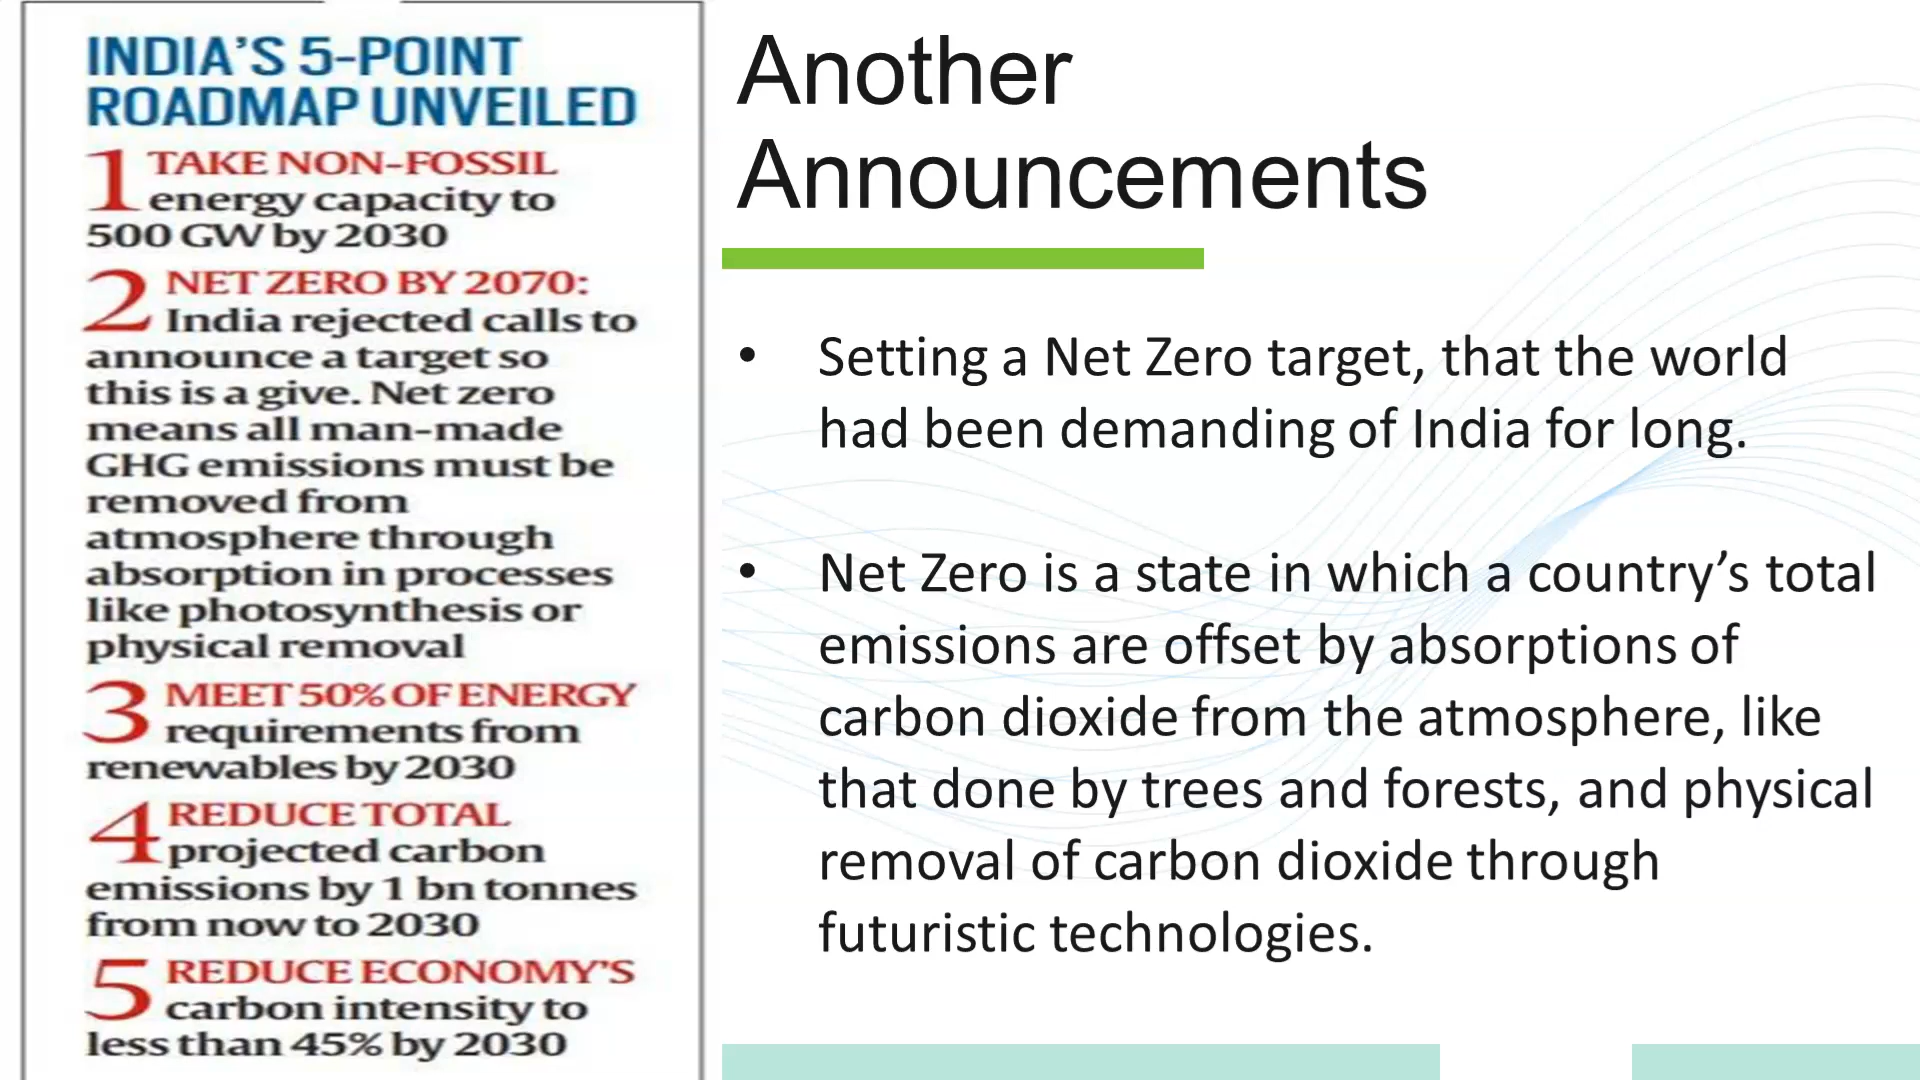 INDIA'S 5-POINT
ROADMAP UNVEILED
1 TAKE NON-FOSSIL
energy capacity to
500 GW by 2030
2 NET ZERO BY 2070:
India rejected calls to
announce a target so
this is a give. Net zero
means all man-made
GHG emissions must be
removed from
atmosphere through
absorption in processes
like photosynthesis or
physical removal
3 MEET 50% OF ENERGY
requirements from
renewables by 2030
4 REDUCE TOTAL
projected carbon
emissions by 1 bn tonnes
from now to 2030
5 REDUCE ECONOMY'S
carbon intensity to
less than 45% by 2030
Another
Announcements
• Setting a Net Zero target, that the world
had been demanding of India for long.
• Net Zero is a state in which a country’s total
emissions are offset by absorptions of
carbon dioxide from the atmosphere, like
that done by trees and forests, and physical
removal of carbon dioxide through
futuristic technologies.